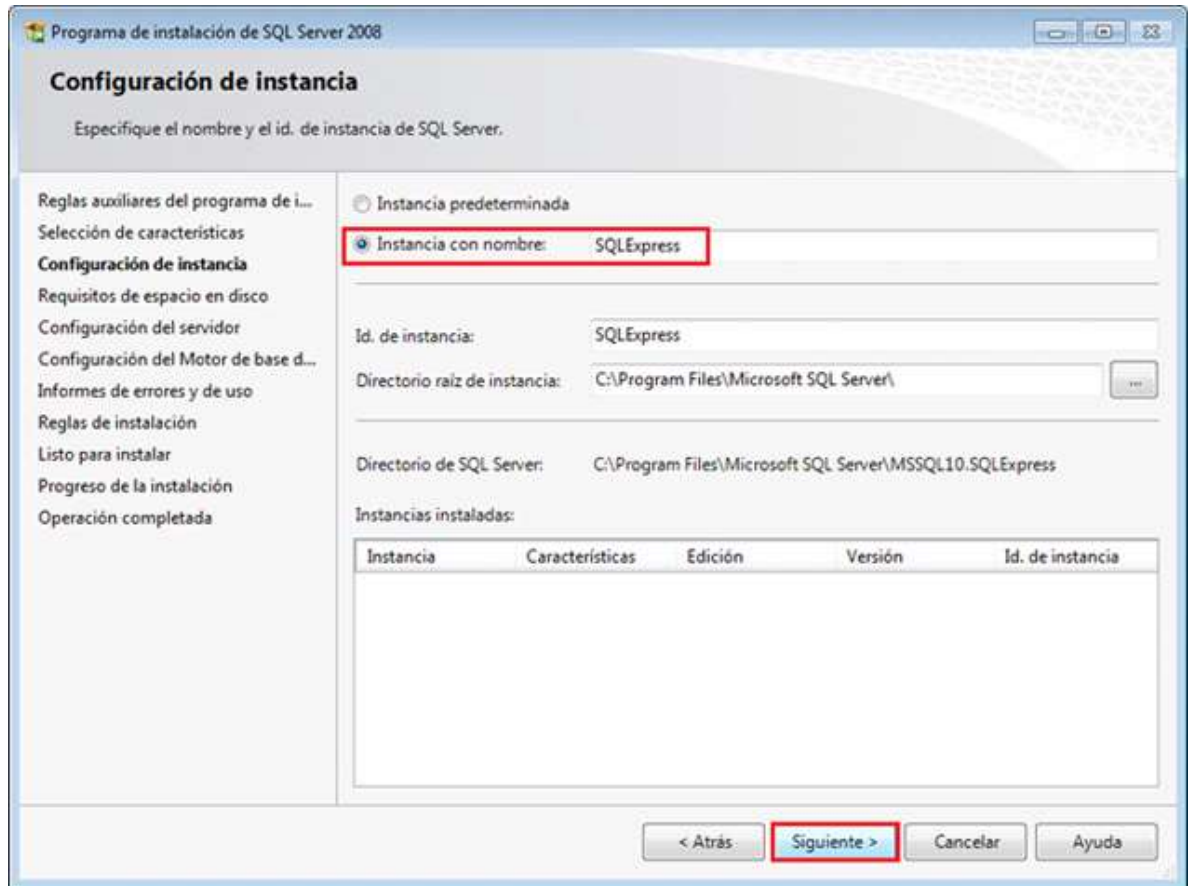 Programa de instalación de SQL Server 2008
Configuración de instancia
Especifique el nombre y el id. de instancia de SQL Server.
Reglas auxiliares del programa de i...
Selección de características
Configuración de instancia
Requisitos de espacio en disco
Configuración del servidor
Configuración del Motor de base d...
Informes de errores y de uso
Reglas de instalación
Listo para instalar
Progreso de la instalación
Operación completada
Instancia predeterminada
Instancia con nombre: SQLExpress
Id. de instancia: SQLExpress
Directorio raíz de instancia: C:\Program Files\Microsoft SQL Server\ ...
Directorio de SQL Server: C:\Program Files\Microsoft SQL Server\MSSQL10.SQLExpress
Instancias instaladas:
Instancia Características Edición Versión Id. de instancia
< Atrás Siguiente > Cancelar Ayuda